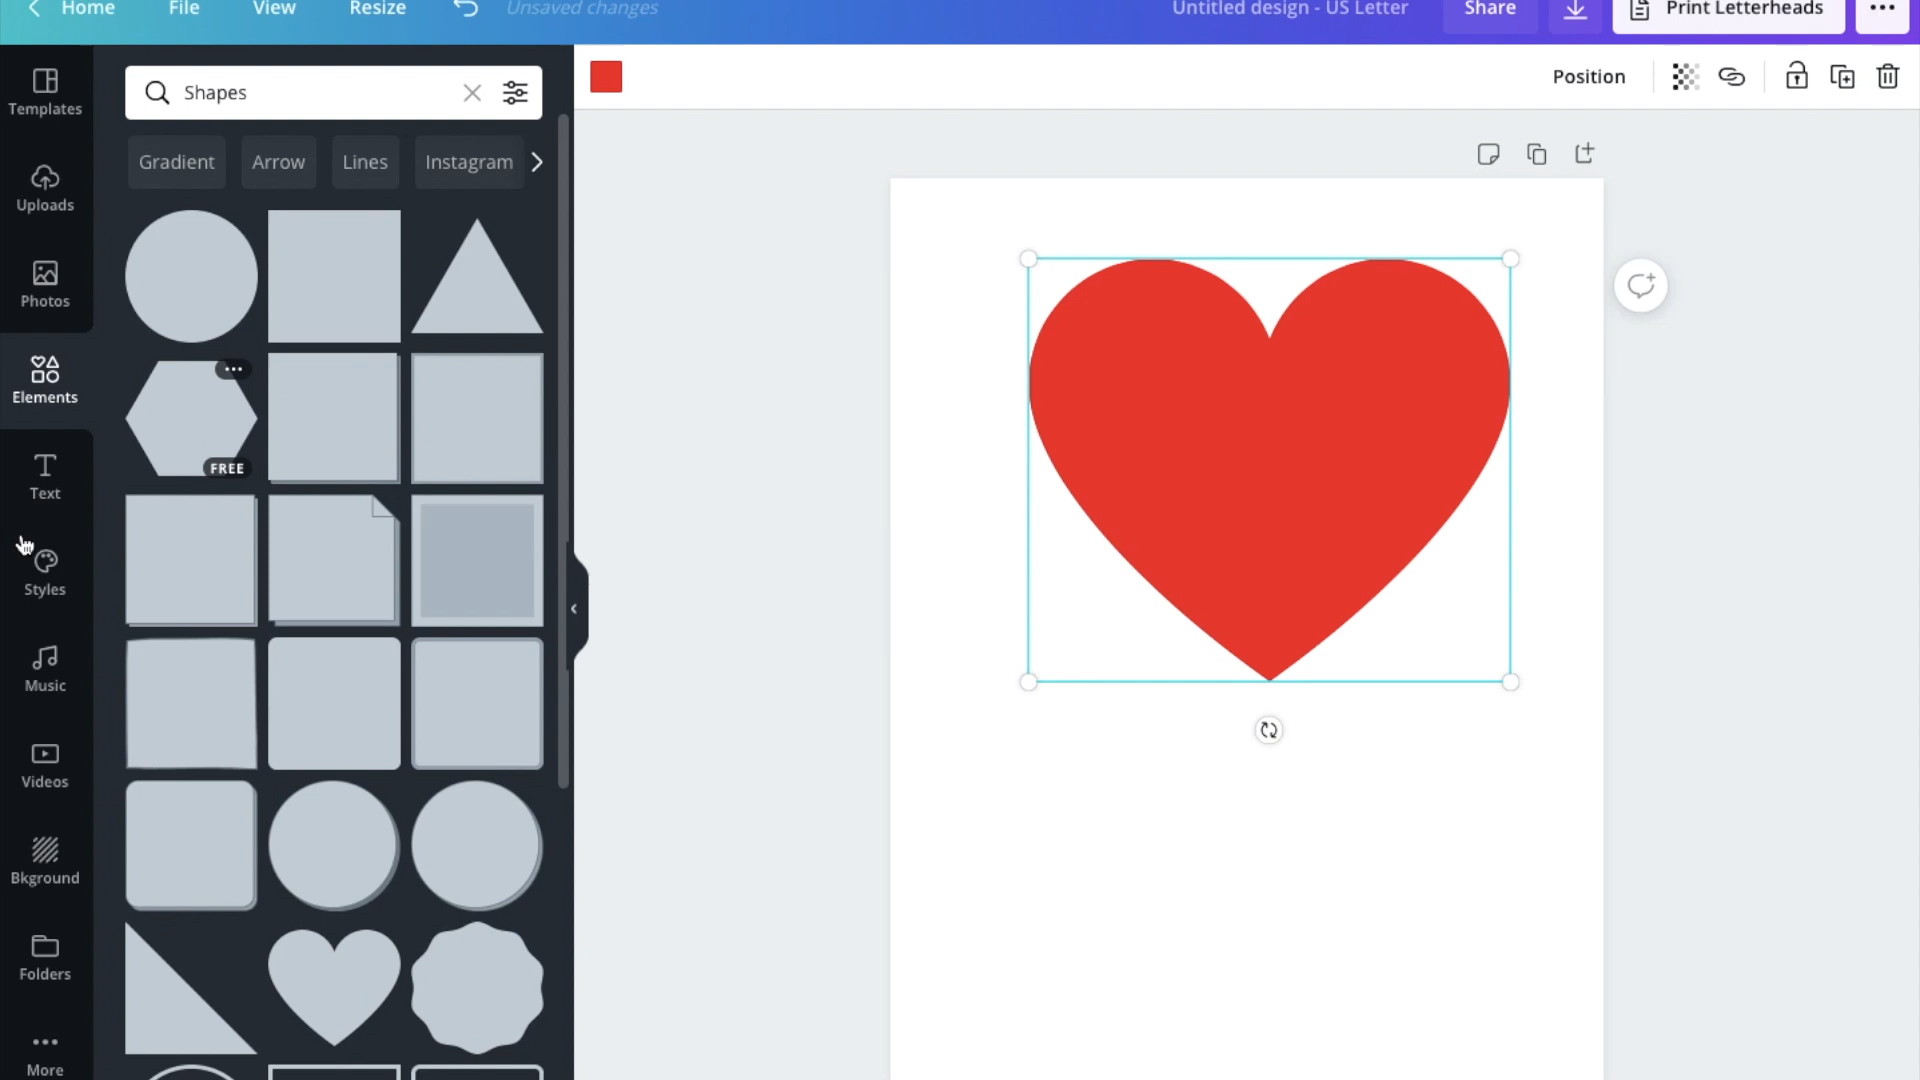 Home
File
View
Resize
Unsaved changes
Untitled design - US Letter
Share
Print Letterheads
Templates
Uploads
Photos
Elements
Text
Styles
Music
Videos
Bkground
Folders
More
Shapes
Gradient
Arrow
Lines
Instagram
FREE
Position